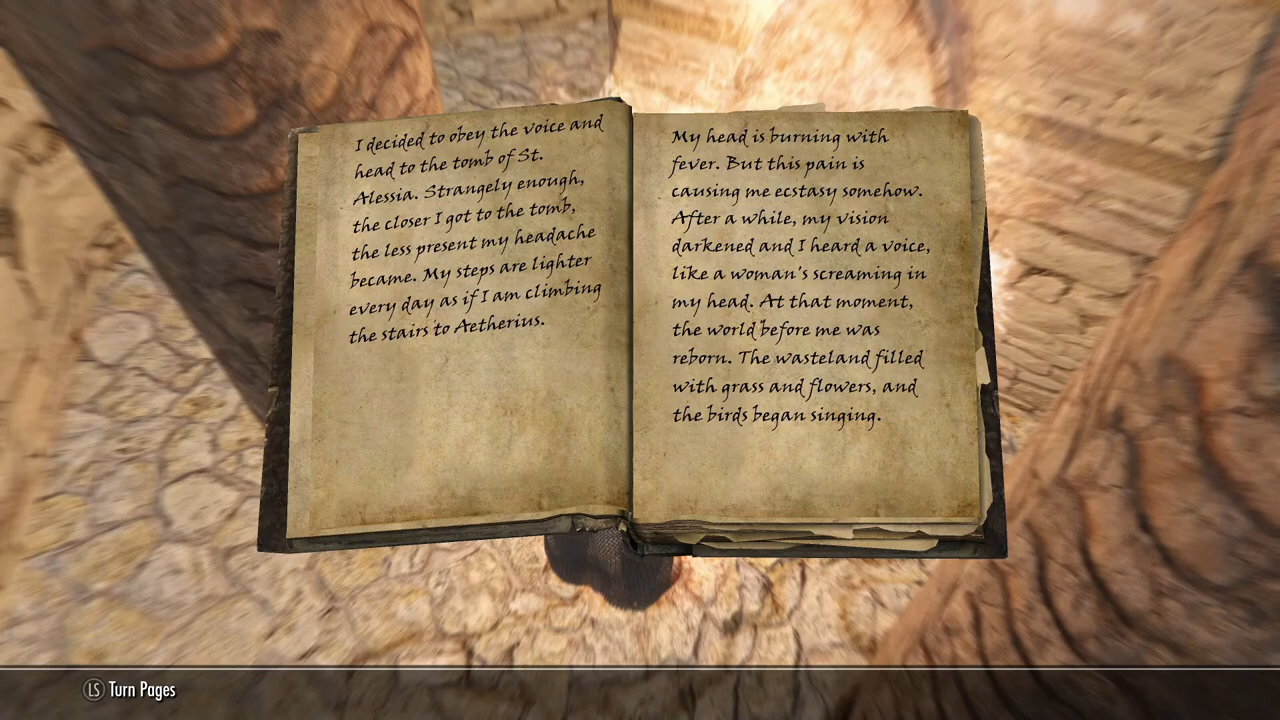 I decided to obey the voice and
head to the tomb of St.
Alessia. Strangely enough,
the closer I got to the tomb,
the less present my headache
became. My steps are lighter
every day as if I am climbing
the stairs to Aetherius.
My head is burning with
fever. But this pain is
causing me ecstasy somehow.
After a while, my vision
darkened and I heard a voice,
like a woman's screaming in
my head. At that moment,
the world before me was
reborn. The wasteland filled
with grass and flowers, and
the birds began singing.
LS Turn Pages